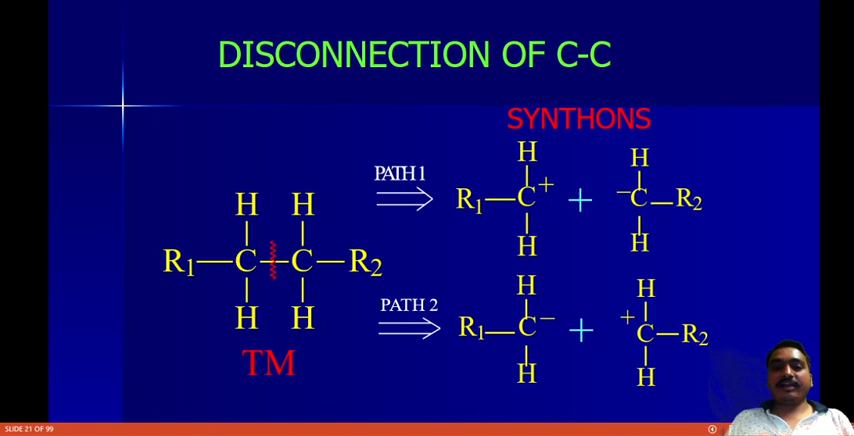 DISCONNECTION OF C-C
SYNTHONS
PATH 1
H H
R1—C—C—R2
H H
TM
H
R1—C+
H
+
H
−C—R2
H
PATH 2
H
R1—C−
H
+
H
+C—R2
H
SLIDE 21 OF 99